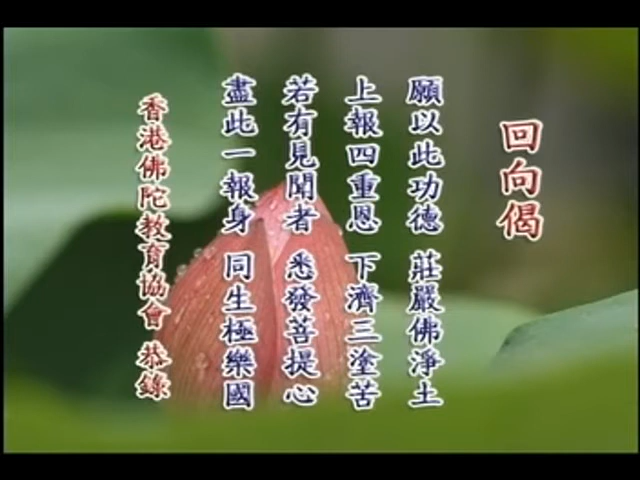 回向偈
願以此功德 莊嚴佛淨土
上報四重恩 下濟三塗苦
若有見聞者 悉發菩提心
盡此一報身 同生極樂國
香港佛陀教育協會 恭錄